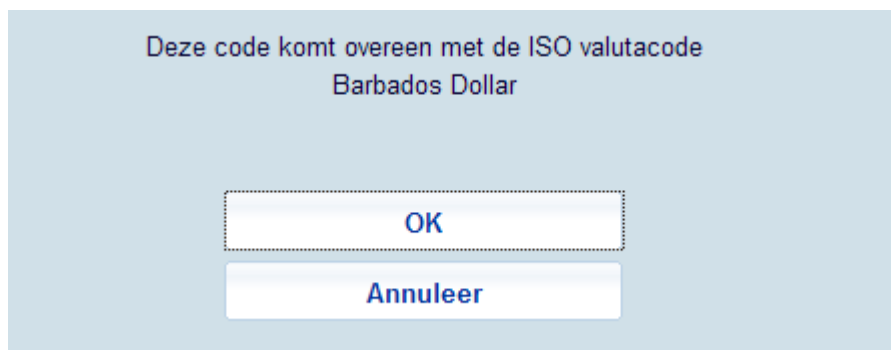 Deze code komt overeen met de ISO valutacode
Barbados Dollar
OK
Annuleer